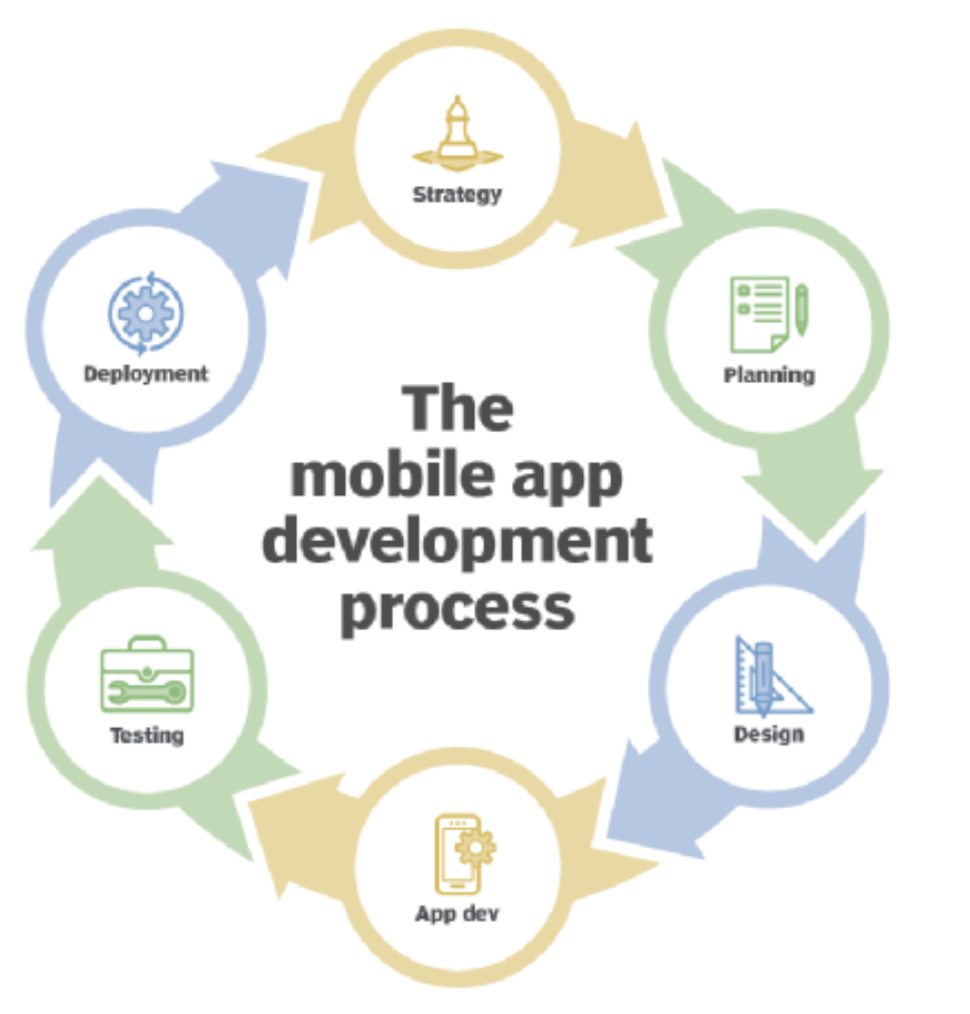 Strategy
Planning
Design
App dev
Testing
Deployment
The
mobile app
development
process